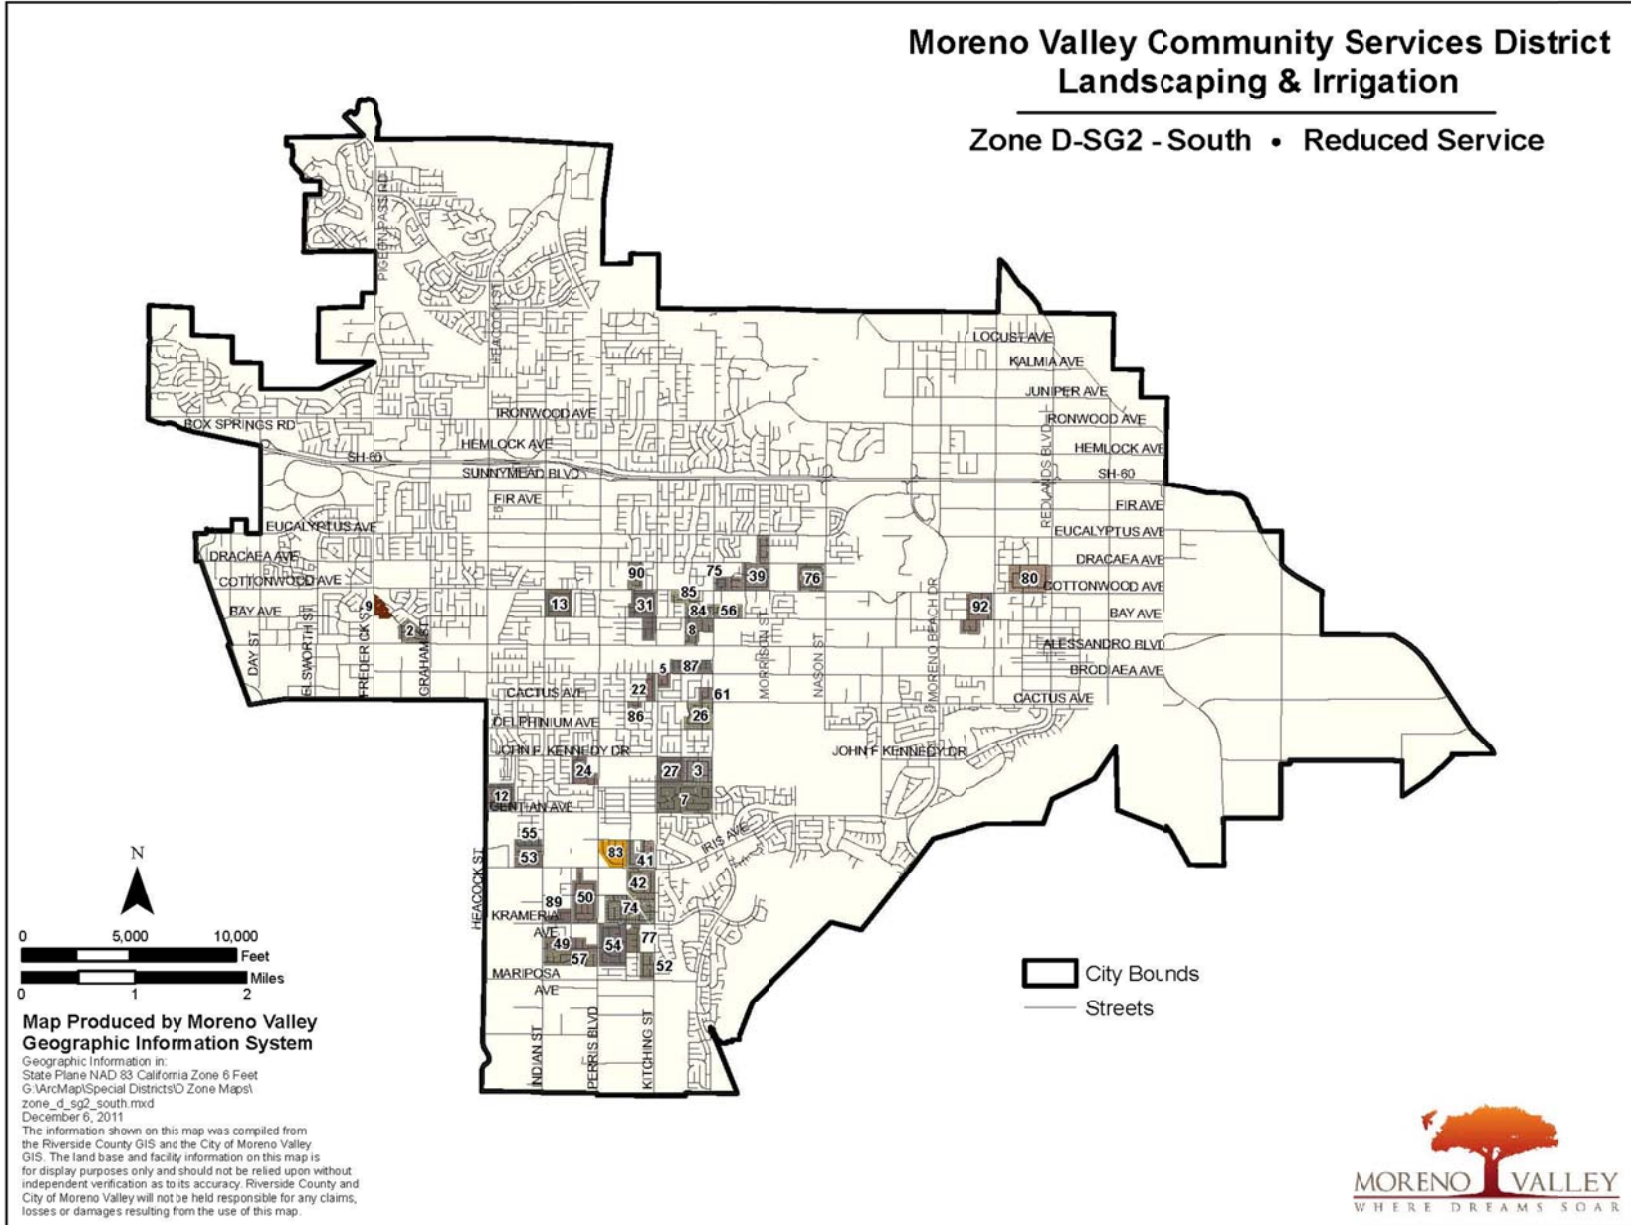 Moreno Valley Community Services District
Landscaping & Irrigation
Zone D-SG2 - South • Reduced Service
PIGEON PASS RD
HEACOCK ST
LOCUST AVE
KALMIA AVE
JUNIPER AVE
IRONWOOD AVE
IRONWOOD AVE
BOX SPRINGS RD
HEMLOCK AVE
HEMLOCK AVE
SH-60
SUNNYMEAD BLVD
SH-60
REDLANDS BLVD
FIR AVE
FIR AVE
EUCALYPTUS AVE
EUCALYPTUS AVE
DRACAEA AVE
DRACAEA AVE
COTTONWOOD AVE
90
75
39
76
80
COTTONWOOD AVE
BAY AVE
9
13
31
85
84
56
92
BAY AVE
2
8
ALESSANDRO BLVD
DAY ST
ELSWORTH ST
FREDERICK ST
GRAHAM ST
MORRISON ST
NASON ST
MORENO BEACH DR
5
87
BRODIAEA AVE
CACTUS AVE
22
61
CACTUS AVE
DELPHINIUM AVE
86
26
JOHN F. KENNEDY DR
JOHN F KENNEDY DR
24
27
3
12
GENTIAN AVE
7
55
IRIS AVE
53
83
41
HEACOCK ST
42
50
89
74
KRAMERIA
AVE
49
54
77
57
52
MARIPOSA
AVE
INDIAN ST
PERRIS BLVD
KITCHING ST
N
0 5,000 10,000
Feet
Miles
0 1 2
City Bounds
Streets
Map Produced by Moreno Valley
Geographic Information System
Geographic Information in:
State Plane NAD 83 California Zone 6 Feet
G:\ArcMap\Special Districts\D Zone Maps\
zone_d_sg2_south.mxd
December 6, 2011
The information shown on this map was compiled from
the Riverside County GIS and the City of Moreno Valley
GIS. The land base and facility information on this map is
for display purposes only and should not be relied upon without
independent verification as to its accuracy. Riverside County and
City of Moreno Valley will not be held responsible for any claims,
losses or damages resulting from the use of this map.
MORENO VALLEY
WHERE DREAMS SOAR